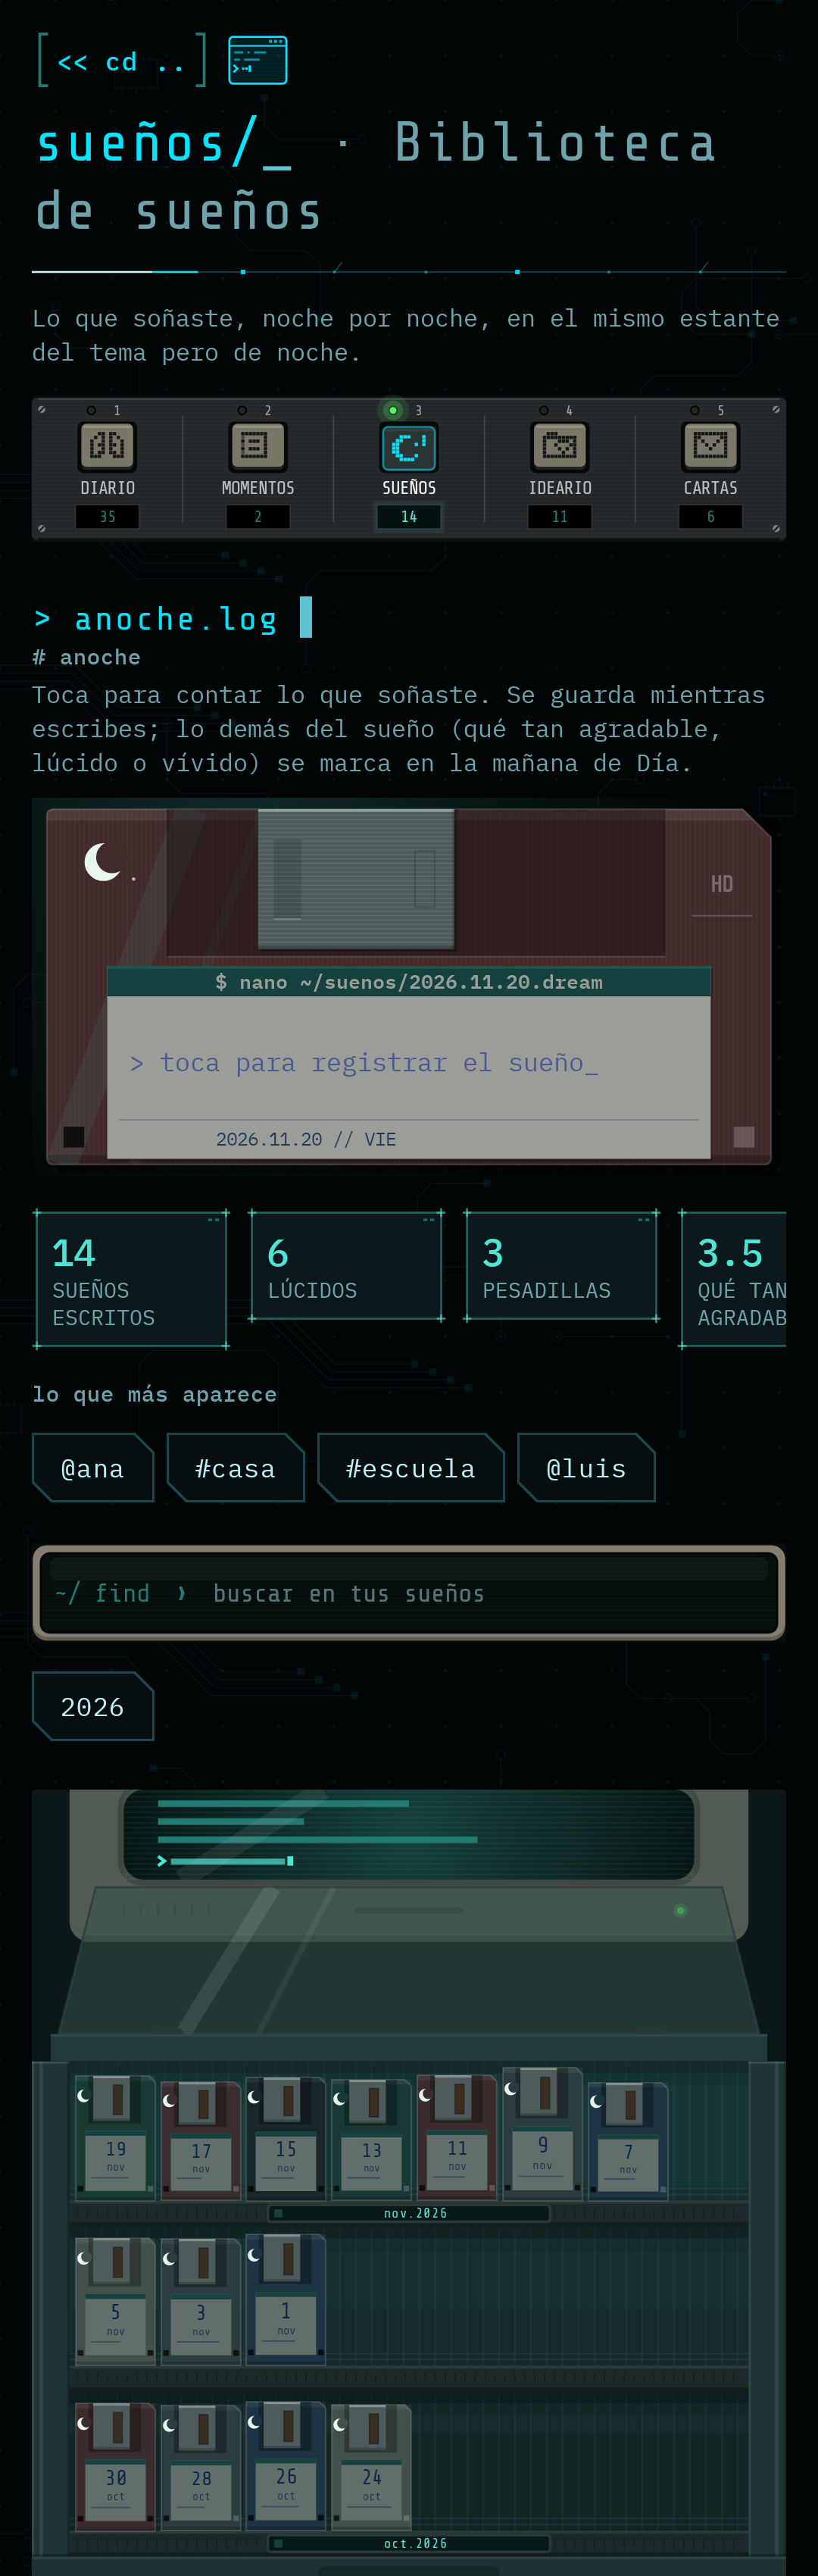 [<< cd ..]
sueños/_ · Biblioteca
de sueños
Lo que soñaste, noche por noche, en el mismo estante
del tema pero de noche.
1 2 3 4 5
DIARIO MOMENTOS SUEÑOS IDEARIO CARTAS
35 2 14 11 6
> anoche.log
# anoche
Toca para contar lo que soñaste. Se guarda mientras
escribes; lo demás del sueño (qué tan agradable,
lúcido o vívido) se marca en la mañana de Día.
HD
$ nano ~/suenos/2026.11.20.dream
> toca para registrar el sueño_
2026.11.20 // VIE
14 6 3 3.5
SUEÑOS LÚCIDOS PESADILLAS QUÉ TAN
ESCRITOS AGRADAB
lo que más aparece
@ana #casa #escuela @luis
~/ find › buscar en tus sueños
2026
19 17 15 13 11 9 7
nov nov nov nov nov nov nov
nov.2026
5 3 1
nov nov nov
30 28 26 24
oct oct oct oct
oct.2026